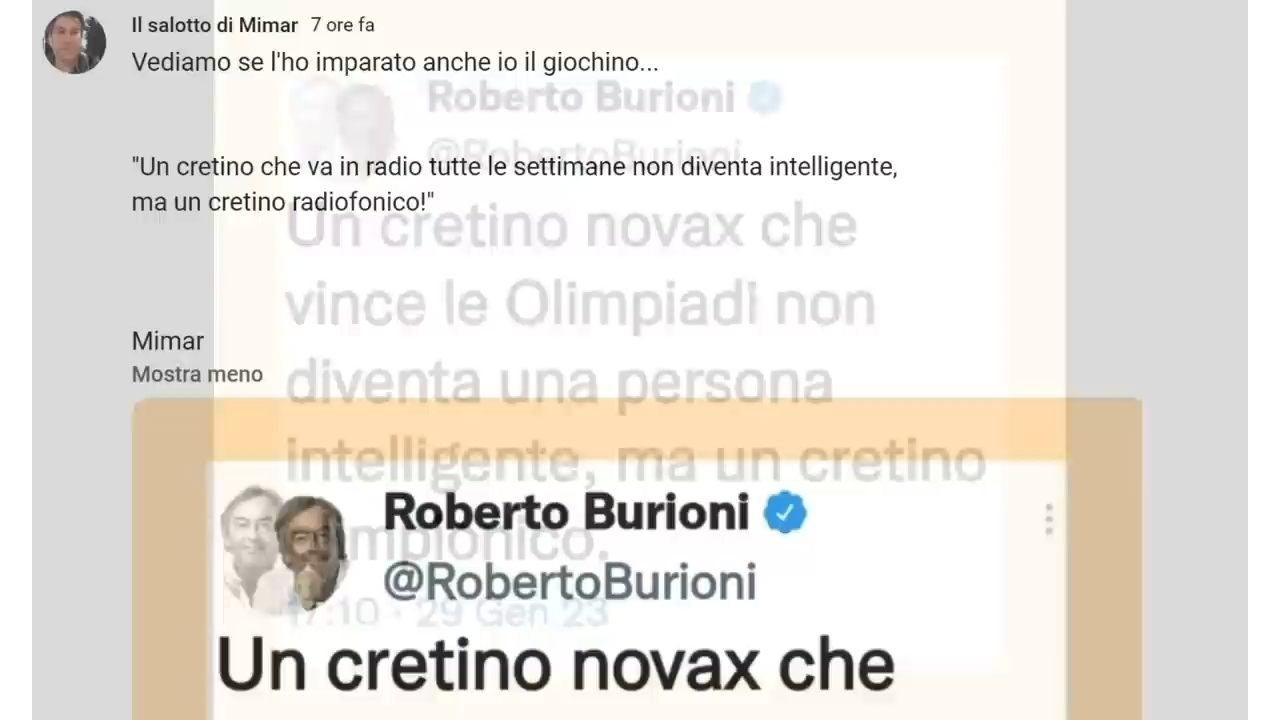 Il salotto di Mimar 7 ore fa
Vediamo se l'ho imparato anche io il giochino...
"Un cretino che va in radio tutte le settimane non diventa intelligente,
ma un cretino radiofonico!"
Mimar
Mostra meno
Roberto Burioni
@RobertoBurioni
Un cretino novax che
vince le Olimpiadi non
diventa una persona
intelligente, ma un cretino
olimpionico.
17:10 · 29 Gen 23
Roberto Burioni
@RobertoBurioni
Un cretino novax che